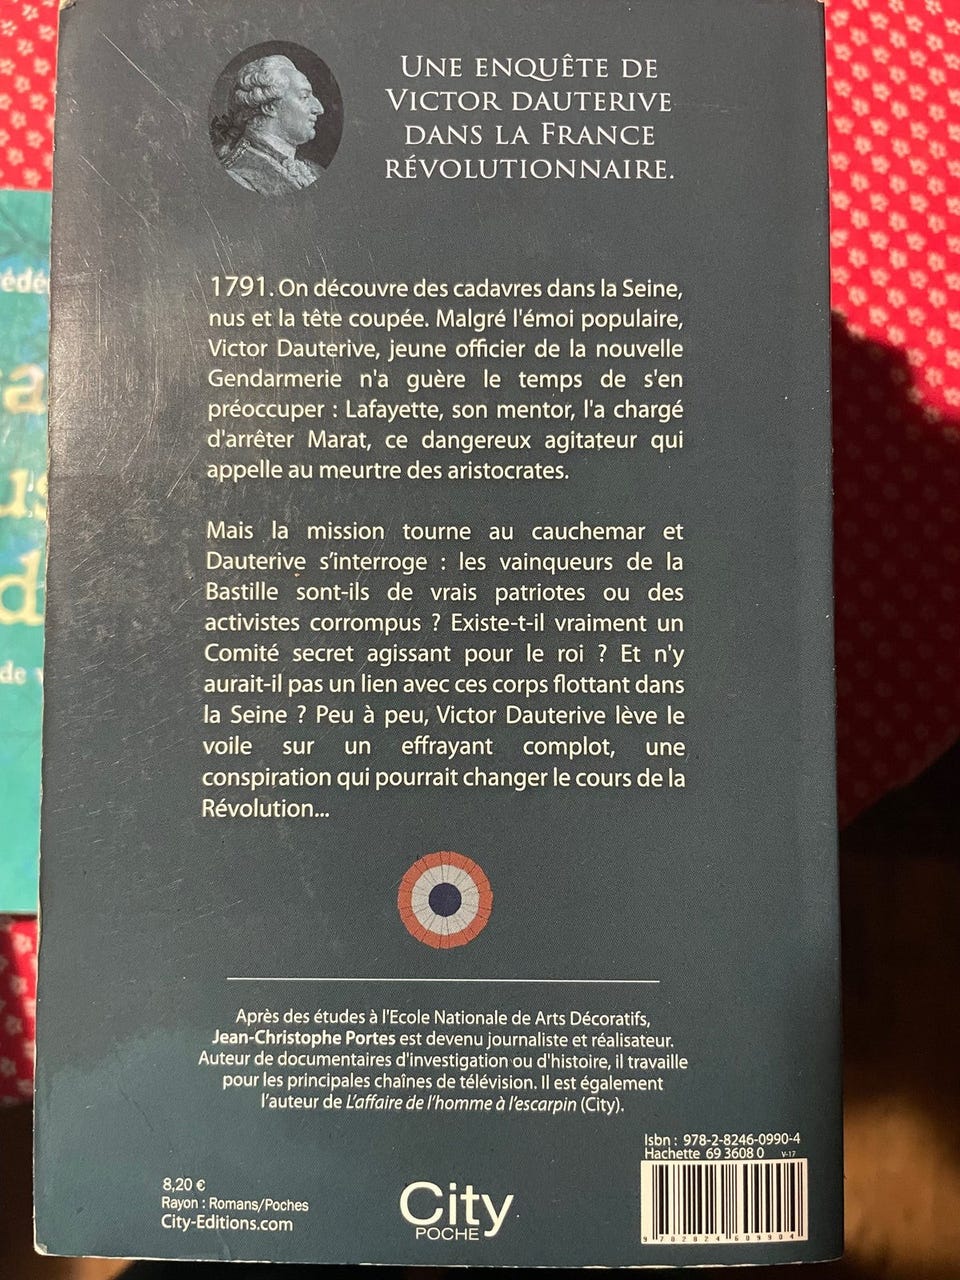 UNE ENQUÊTE DE
VICTOR DAUTERIVE
DANS LA FRANCE
RÉVOLUTIONNAIRE.
1791. On découvre des cadavres dans la Seine,
nus et la tête coupée. Malgré l'émoi populaire,
Victor Dauterive, jeune officier de la nouvelle
Gendarmerie n'a guère le temps de s'en
préoccuper : Lafayette, son mentor, l'a chargé
d'arrêter Marat, ce dangereux agitateur qui
appelle au meurtre des aristocrates.
Mais la mission tourne au cauchemar et
Dauterive s’interroge : les vainqueurs de la
Bastille sont-ils de vrais patriotes ou des
activistes corrompus ? Existe-t-il vraiment un
Comité secret agissant pour le roi ? Et n'y
aurait-il pas un lien avec ces corps flottant dans
la Seine ? Peu à peu, Victor Dauterive lève le
voile sur un effrayant complot, une
conspiration qui pourrait changer le cours de la
Révolution...
Après des études à l'Ecole Nationale de Arts Décoratifs,
Jean-Christophe Portes est devenu journaliste et réalisateur.
Auteur de documentaires d'investigation ou d'histoire, il travaille
pour les principales chaînes de télévision. Il est également
l’auteur de L’affaire de l’homme à l’escarpin (City).
Isbn : 978-2-8246-0990-4
Hachette 69 3608 0 V-17
8,20 €
Rayon : Romans/Poches
City-Editions.com
City
POCHE
9 782824 609904
de